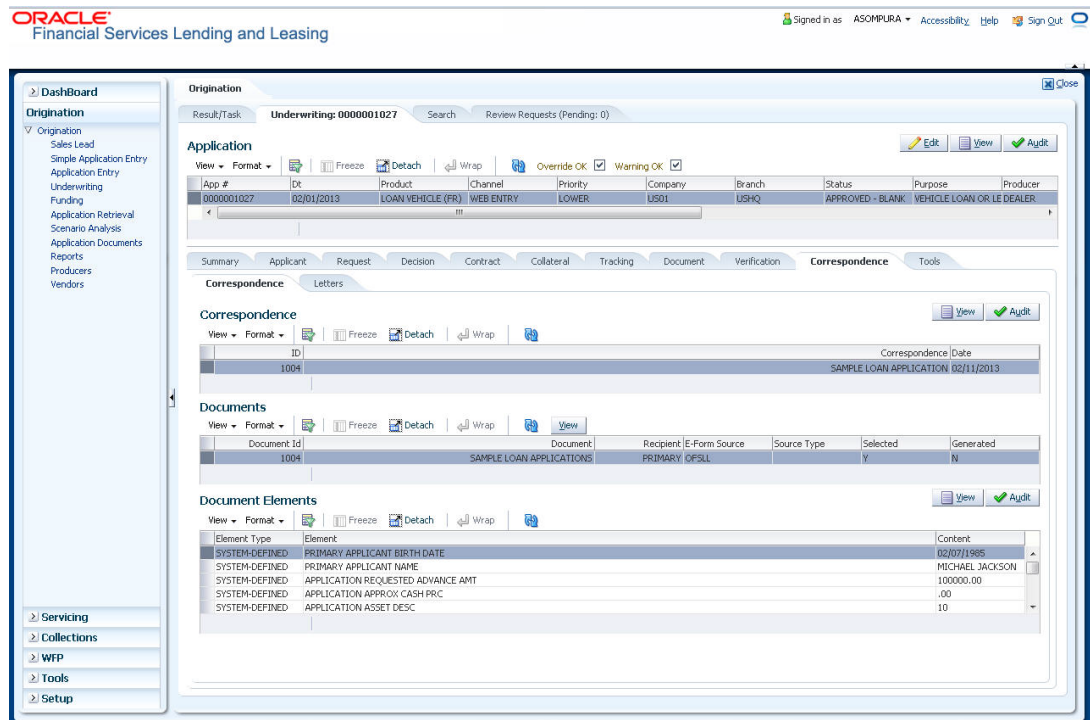 ORACLE®
Financial Services Lending and Leasing
Signed in as ASOMPURA Accessibility Help Sign Out
Close
DashBoard
Origination
Origination
Sales Lead
Simple Application Entry
Application Entry
Underwriting
Funding
Application Retrieval
Scenario Analysis
Application Documents
Reports
Producers
Vendors
Servicing
Collections
WFP
Tools
Setup
Origination
Result/Task Underwriting: 0000001027 Search Review Requests (Pending: 0)
Application
Edit View Audit
View Format Freeze Detach Wrap Override OK Warning OK
App # Dt Product Channel Priority Company Branch Status Purpose Producer
0000001027 02/01/2013 LOAN VEHICLE (FR) WEB ENTRY LOWER US01 USHQ APPROVED - BLANK VEHICLE LOAN OR LE DEALER
Summary Applicant Request Decision Contract Collateral Tracking Document Verification Correspondence Tools
Correspondence Letters
Correspondence
View Audit
View Format Freeze Detach Wrap
ID Correspondence Date
1004 SAMPLE LOAN APPLICATION 02/11/2013
Documents
View Format Freeze Detach Wrap View
Document Id Document Recipient E-Form Source Source Type Selected Generated
1004 SAMPLE LOAN APPLICATIONS PRIMARY OFSLL Y N
Document Elements
View Audit
View Format Freeze Detach Wrap
Element Type Element Content
SYSTEM-DEFINED PRIMARY APPLICANT BIRTH DATE 02/07/1985
SYSTEM-DEFINED PRIMARY APPLICANT NAME MICHAEL JACKSON
SYSTEM-DEFINED APPLICATION REQUESTED ADVANCE AMT 100000.00
SYSTEM-DEFINED APPLICATION APPROX CASH PRC .00
SYSTEM-DEFINED APPLICATION ASSET DESC 10